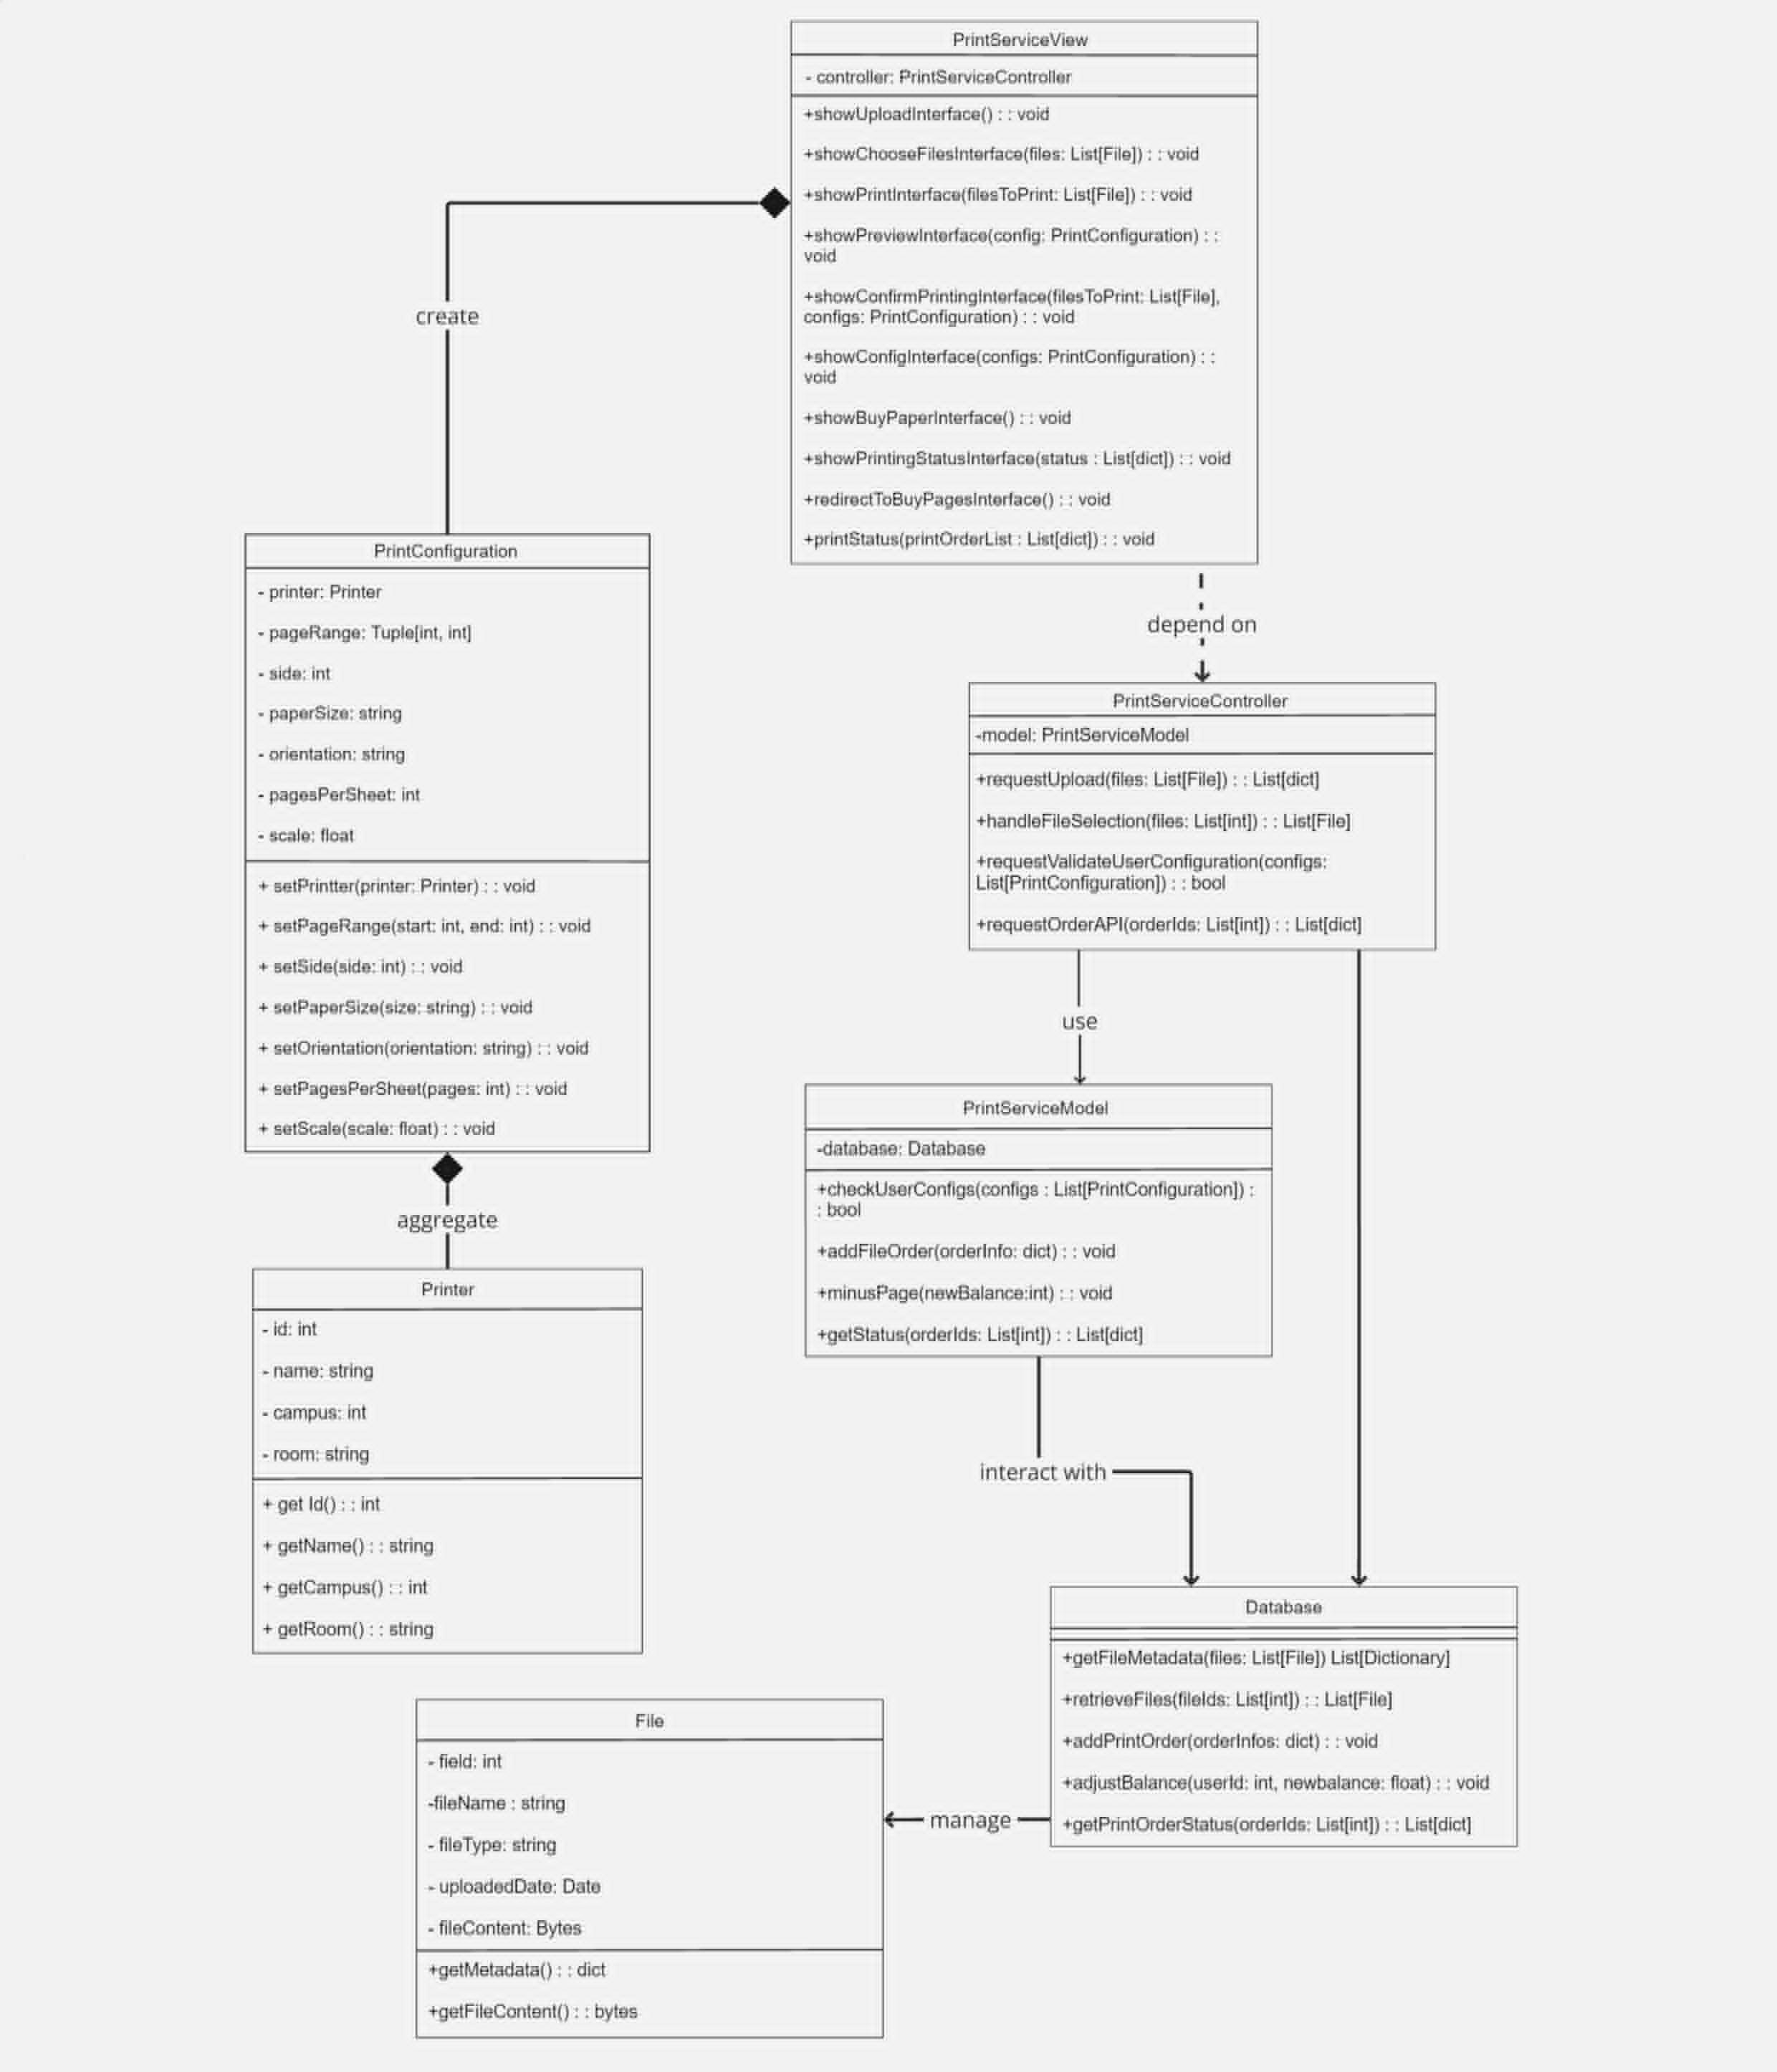 PrintServiceView
- controller: PrintServiceController
+showUploadInterface() : : void
+showChooseFilesInterface(files: List[File]) : : void
+showPrintInterface(filesToPrint: List[File]) : : void
+showPreviewInterface(config: PrintConfiguration) : :
void
+showConfirmPrintingInterface(filesToPrint: List[File],
configs: PrintConfiguration) : : void
+showConfigInterface(configs: PrintConfiguration) : :
void
+showBuyPaperInterface() : : void
+showPrintingStatusInterface(status : List[dict]) : : void
+redirectToBuyPagesInterface() : : void
+printStatus(printOrderList : List[dict]) : : void
create
depend on
PrintConfiguration
- printer: Printer
- pageRange: Tuple[int, int]
- side: int
- paperSize: string
- orientation: string
- pagesPerSheet: int
- scale: float
+ setPrintter(printer: Printer) : : void
+ setPageRange(start: int, end: int) : : void
+ setSide(side: int) : : void
+ setPaperSize(size: string) : : void
+ setOrientation(orientation: string) : : void
+ setPagesPerSheet(pages: int) : : void
+ setScale(scale: float) : : void
PrintServiceController
-model: PrintServiceModel
+requestUpload(files: List[File]) : : List[dict]
+handleFileSelection(files: List[int]) : : List[File]
+requestValidateUserConfiguration(configs:
List[PrintConfiguration]) : : bool
+requestOrderAPI(orderIds: List[int]) : : List[dict]
use
aggregate
PrintServiceModel
-database: Database
+checkUserConfigs(configs : List[PrintConfiguration]) :
: bool
+addFileOrder(orderInfo: dict) : : void
+minusPage(newBalance:int) : : void
+getStatus(orderIds: List[int]) : : List[dict]
Printer
- id: int
- name: string
- campus: int
- room: string
+ get Id() : : int
+ getName() : : string
+ getCampus() : : int
+ getRoom() : : string
interact with
Database
+getFileMetadata(files: List[File]) List[Dictionary]
+retrieveFiles(fileIds: List[int]) : : List[File]
+addPrintOrder(orderInfos: dict) : : void
+adjustBalance(userId: int, newbalance: float) : : void
+getPrintOrderStatus(orderIds: List[int]) : : List[dict]
manage
File
- field: int
-fileName : string
- fileType: string
- uploadedDate: Date
- fileContent: Bytes
+getMetadata() : : dict
+getFileContent() : : bytes